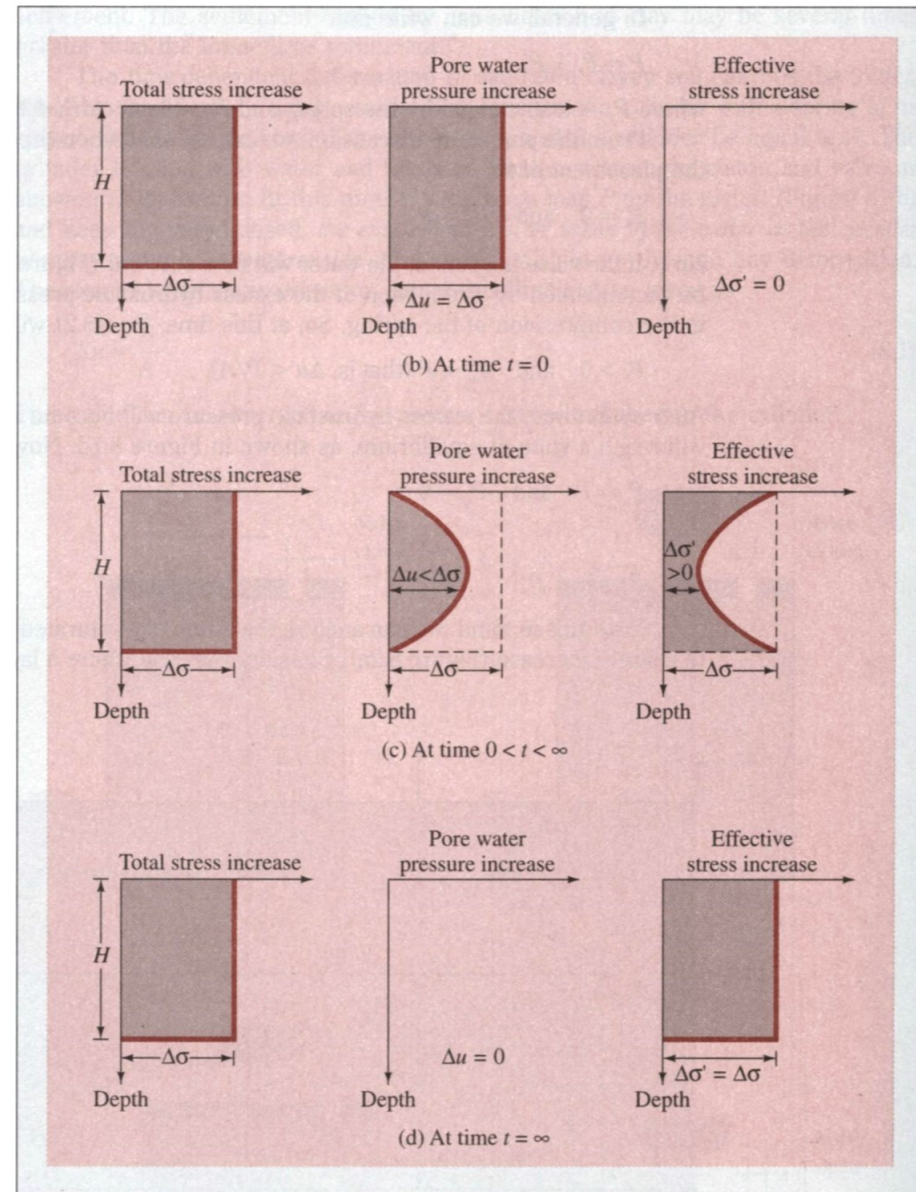 Total stress increase
Pore water
pressure increase
Effective
stress increase
H
Δσ
Δu = Δσ
Δσ' = 0
Depth
Depth
Depth
(b) At time t = 0
Total stress increase
Pore water
pressure increase
Effective
stress increase
H
Δu<Δσ
Δσ'
>0
Δσ
Δσ
Δσ
Depth
Depth
Depth
(c) At time 0 < t < ∞
Total stress increase
Pore water
pressure increase
Effective
stress increase
H
Δσ
Δu = 0
Δσ' = Δσ
Depth
Depth
Depth
(d) At time t = ∞